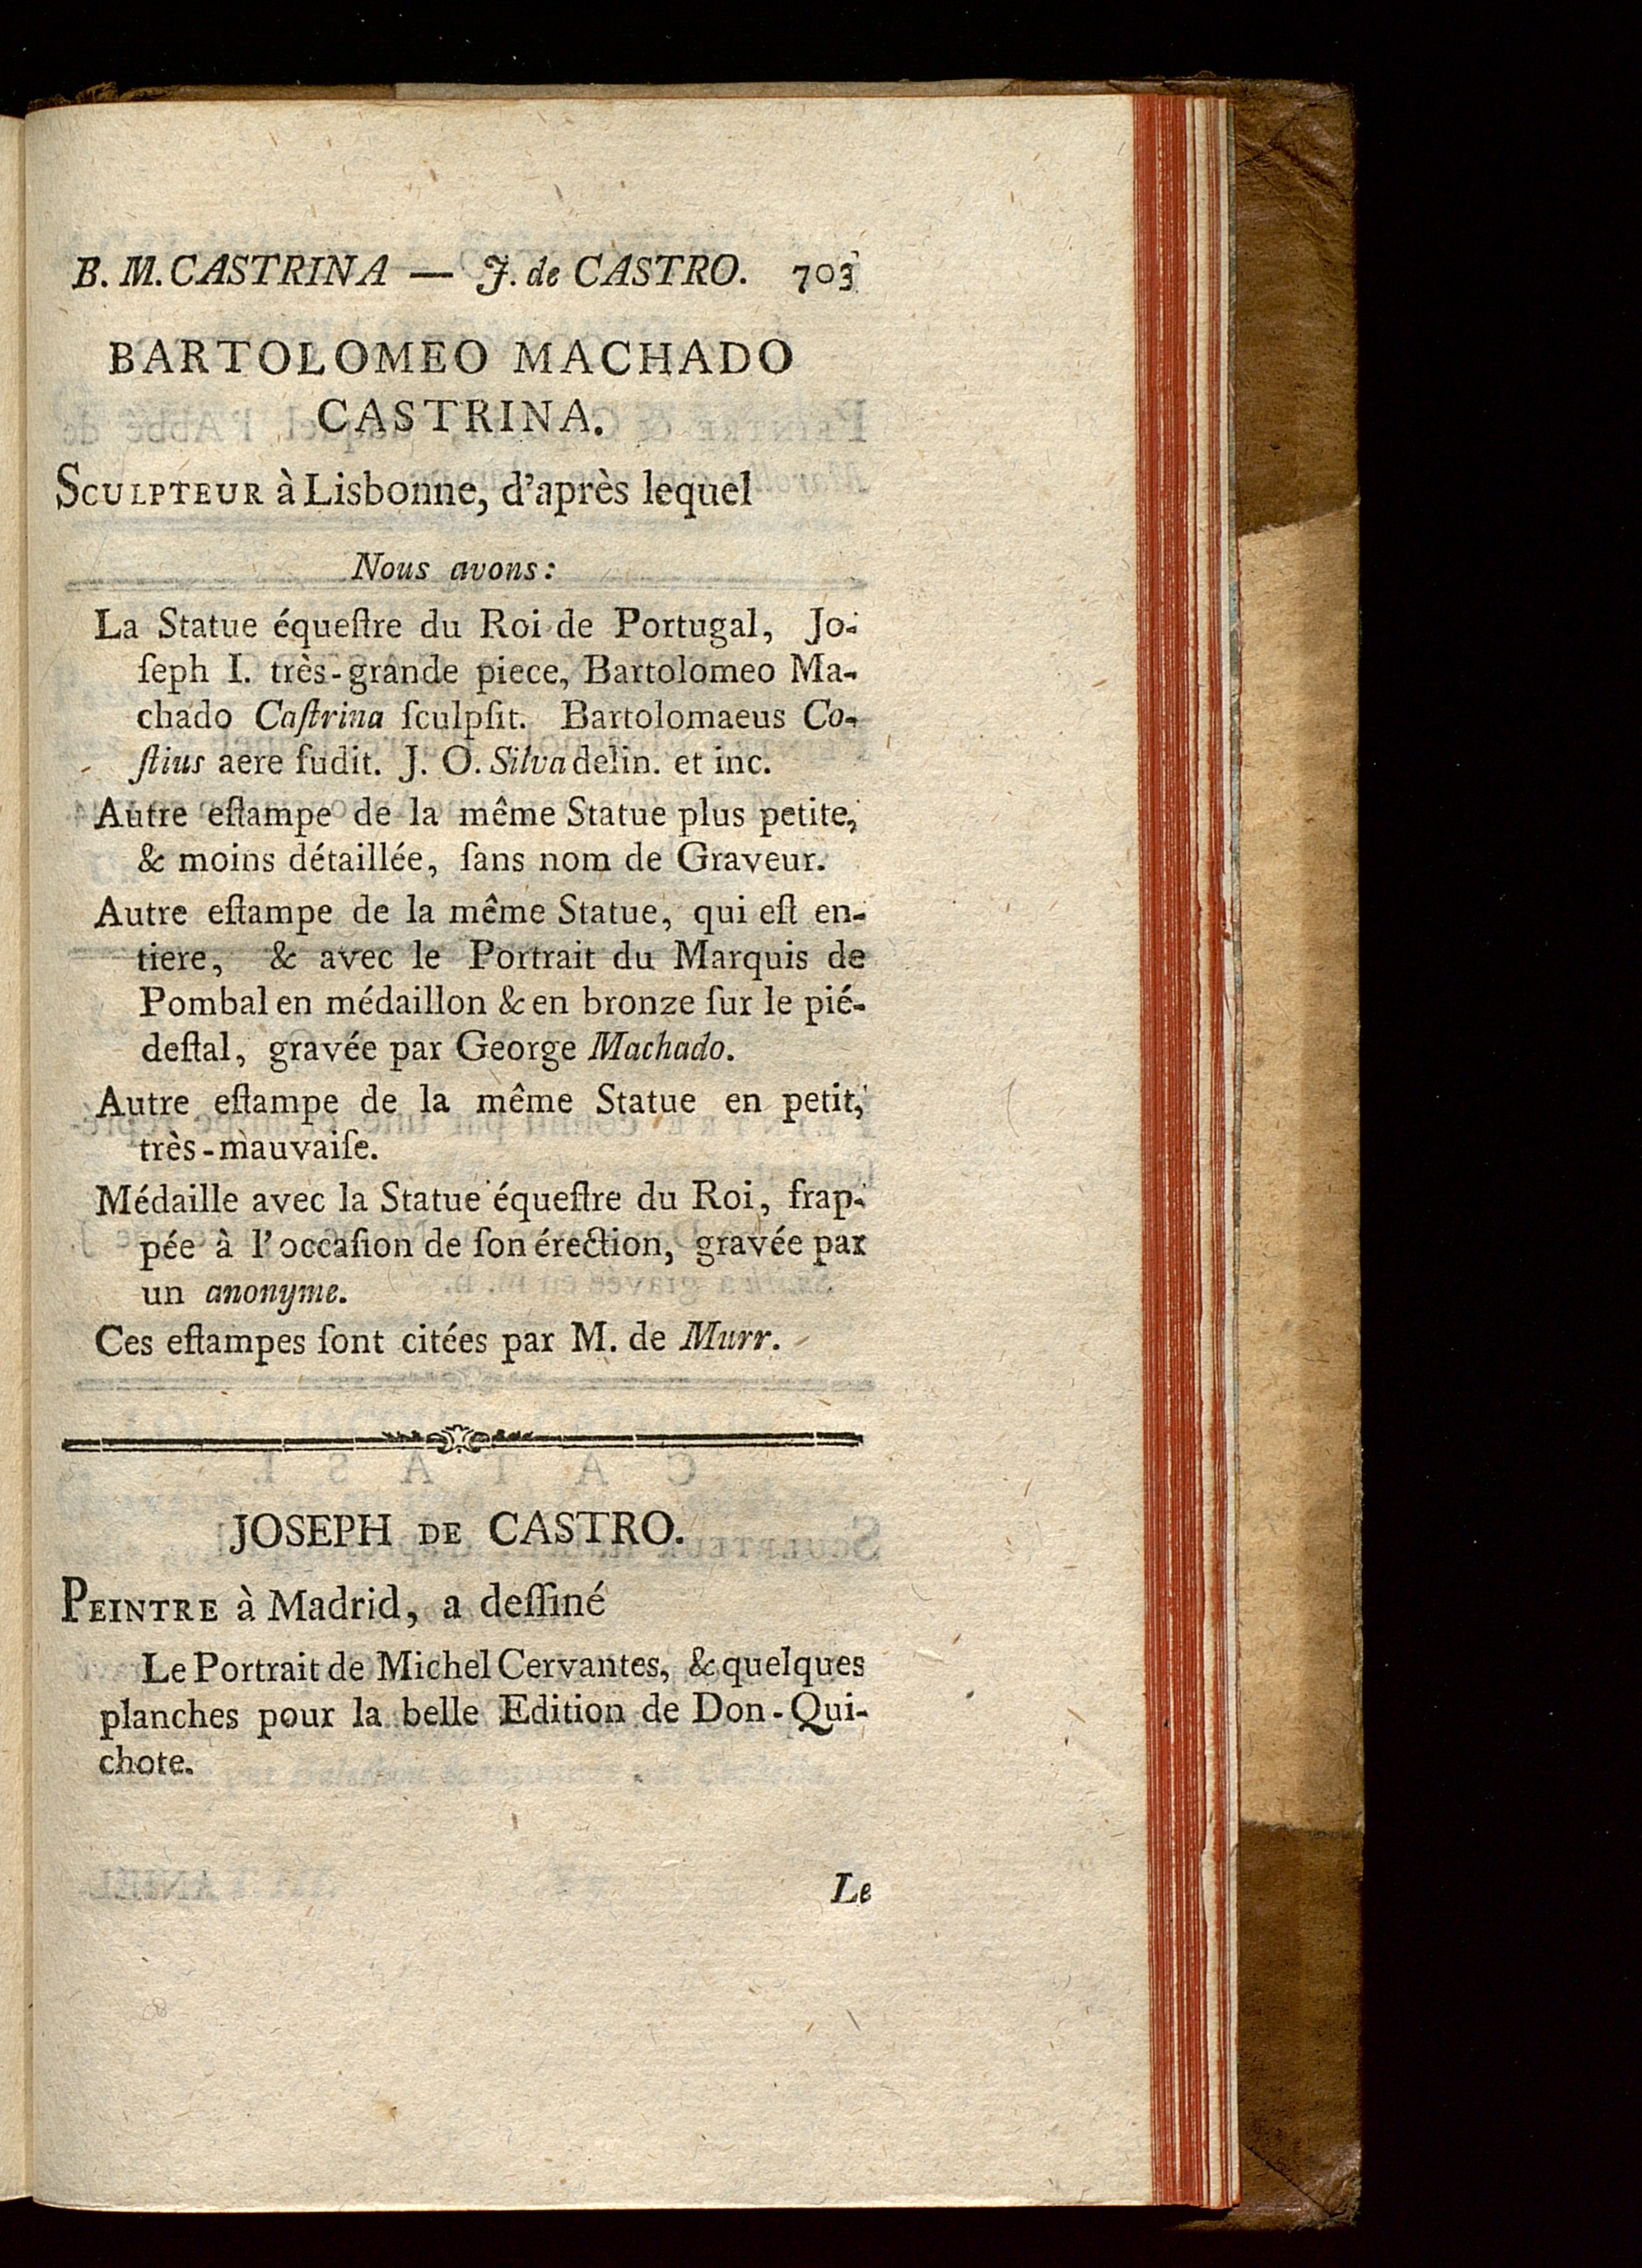 B. M. CASTRINA — J. de CASTRO. 703
BARTOLOMEO MACHADO
CASTRINA.
SCULPTEUR à Lisbonne, d'après lequel
Nous avons:
La Statue équeſtre du Roi de Portugal, Jo-
ſeph I. très-grande piece, Bartolomeo Ma-
chado Caſtrina ſculpſit. Bartolomaeus Co-
ſtius aere fudit. J. O. Silva delin. et inc.
Autre eſtampe de la même Statue plus petite,
& moins détaillée, ſans nom de Graveur.
Autre eſtampe de la même Statue, qui eſt en-
tiere, & avec le Portrait du Marquis de
Pombal en médaillon & en bronze ſur le pié-
deſtal, gravée par George Machado.
Autre eſtampe de la même Statue en petit,
très-mauvaiſe.
Médaille avec la Statue équeſtre du Roi, frap-
pée à l'occaſion de ſon érection, gravée par
un anonyme.
Ces eſtampes ſont citées par M. de Murr.
JOSEPH DE CASTRO.
PEINTRE à Madrid, a deſſiné
Le Portrait de Michel Cervantes, & quelques
planches pour la belle Edition de Don-Qui-
chote.
Le